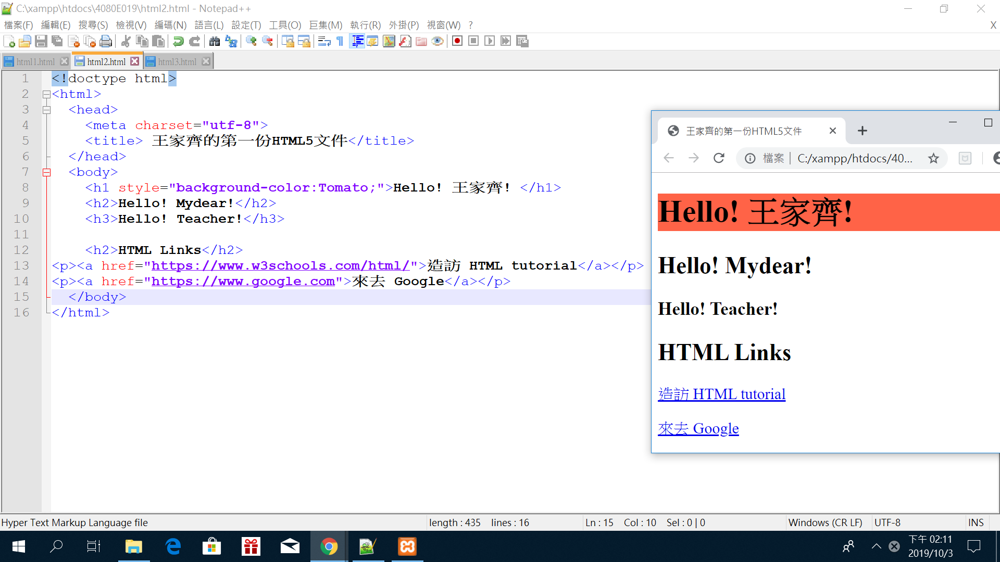 C:\xampp\htdocs\4080E019\html2.html - Notepad++
檔案(F) 編輯(E) 搜尋(S) 檢視(V) 編碼(N) 語言(L) 設定(T) 工具(O) 巨集(M) 執行(R) 外掛(P) 視窗(W) ? X
html1.html html2.html html3.html
1 <!doctype html>
2 <html>
3 <head>
4 <meta charset="utf-8">
5 <title> 王家齊的第一份HTML5文件</title>
6 </head>
7 <body>
8 <h1 style="background-color:Tomato;">Hello! 王家齊! </h1>
9 <h2>Hello! Mydear!</h2>
10 <h3>Hello! Teacher!</h3>
11
12 <h2>HTML Links</h2>
13 <p><a href="https://www.w3schools.com/html/">造訪 HTML tutorial</a></p>
14 <p><a href="https://www.google.com">來去 Google</a></p>
15 </body>
16 </html>
王家齊的第一份HTML5文件
檔案 | C:/xampp/htdocs/40...
Hello! 王家齊!
Hello! Mydear!
Hello! Teacher!
HTML Links
造訪 HTML tutorial
來去 Google
Hyper Text Markup Language file length : 435 lines : 16 Ln : 15 Col : 10 Sel : 0 | 0 Windows (CR LF) UTF-8 INS
下午 02:11
2019/10/3